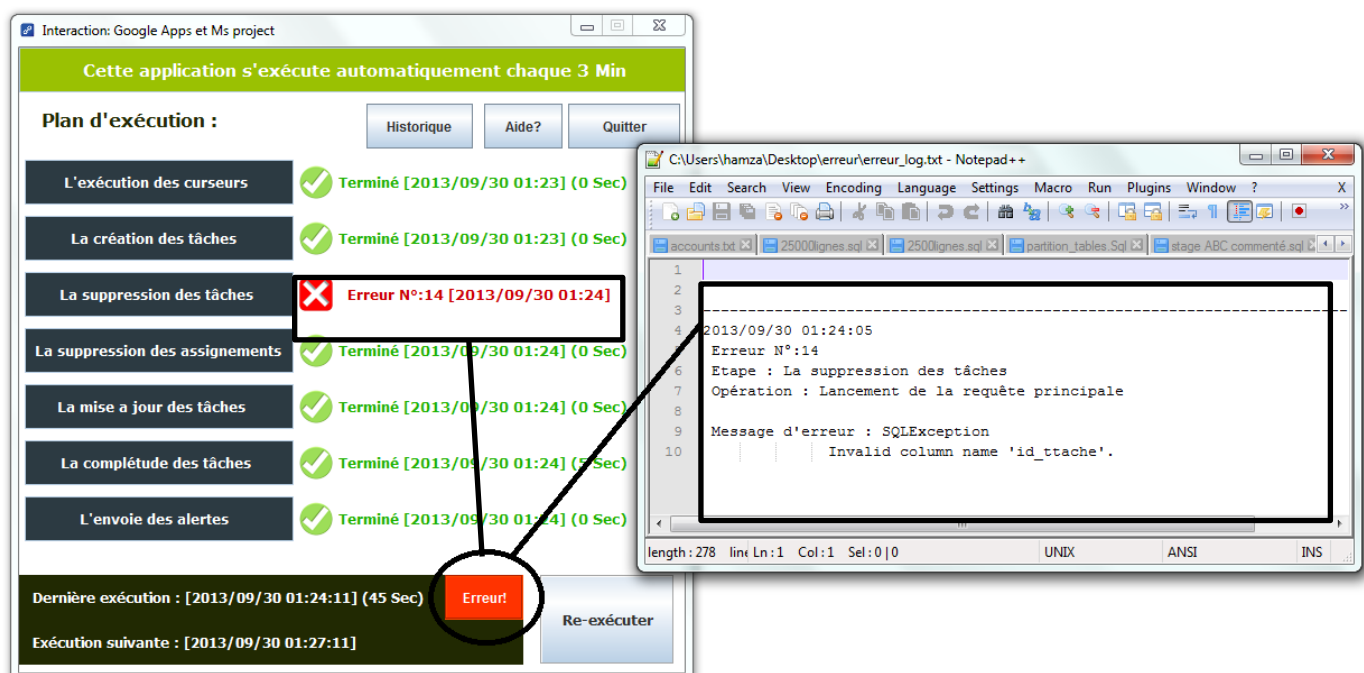 Interaction: Google Apps et Ms project
Cette application s'exécute automatiquement chaque 3 Min
Plan d'exécution :
Historique
Aide?
Quitter
L'exécution des curseurs
Terminé [2013/09/30 01:23] (0 Sec)
La création des tâches
Terminé [2013/09/30 01:23] (0 Sec)
La suppression des tâches
Erreur N°:14 [2013/09/30 01:24]
La suppression des assignements
Terminé [2013/09/30 01:24] (0 Sec)
La mise a jour des tâches
Terminé [2013/09/30 01:24] (0 Sec)
La complétude des tâches
Terminé [2013/09/30 01:24] (5 Sec)
L'envoie des alertes
Terminé [2013/09/30 01:24] (0 Sec)
Dernière exécution : [2013/09/30 01:24:11] (45 Sec)
Erreur!
Re-exécuter
Exécution suivante : [2013/09/30 01:27:11]
C:\Users\hamza\Desktop\erreur\erreur_log.txt - Notepad++
File Edit Search View Encoding Language Settings Macro Run Plugins Window ? X
accounts.txt 25000lignes.sql 2500lignes.sql partition_tables.Sql stage ABC commenté.sql
1
2
3 ------------------------------------------------------------
4 2013/09/30 01:24:05
Erreur N°:14
6 Etape : La suppression des tâches
7 Opération : Lancement de la requête principale
8
9 Message d'erreur : SQLException
10 Invalid column name 'id_ttache'.
length : 278 line Ln : 1 Col : 1 Sel : 0 | 0 UNIX ANSI INS